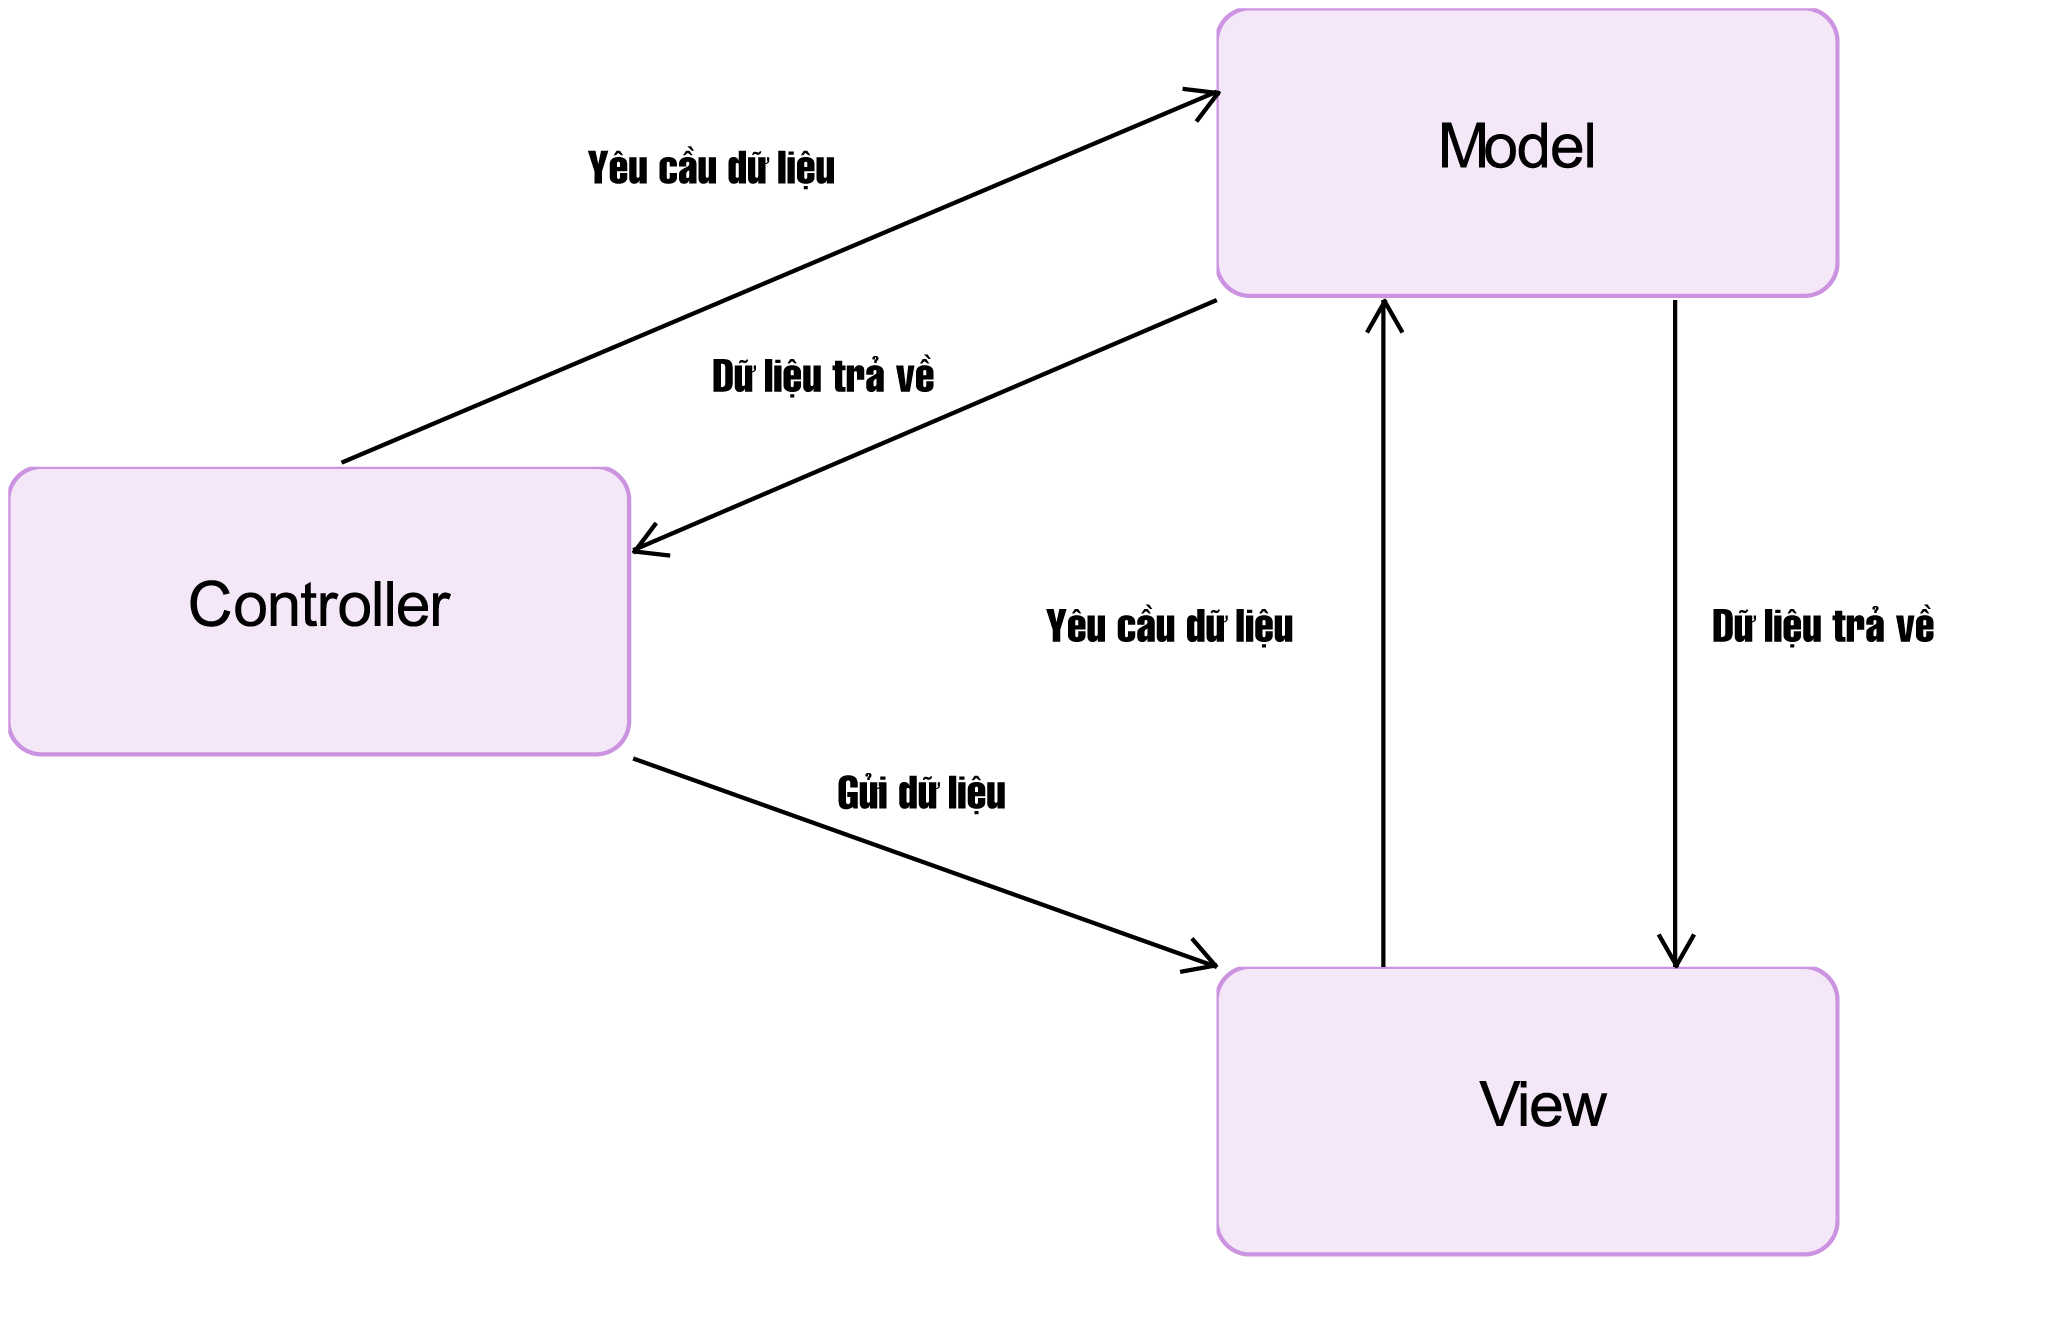 Model
Yêu cầu dữ liệu
Dữ liệu trả về
Controller
Yêu cầu dữ liệu
Dữ liệu trả về
Gửi dữ liệu
View